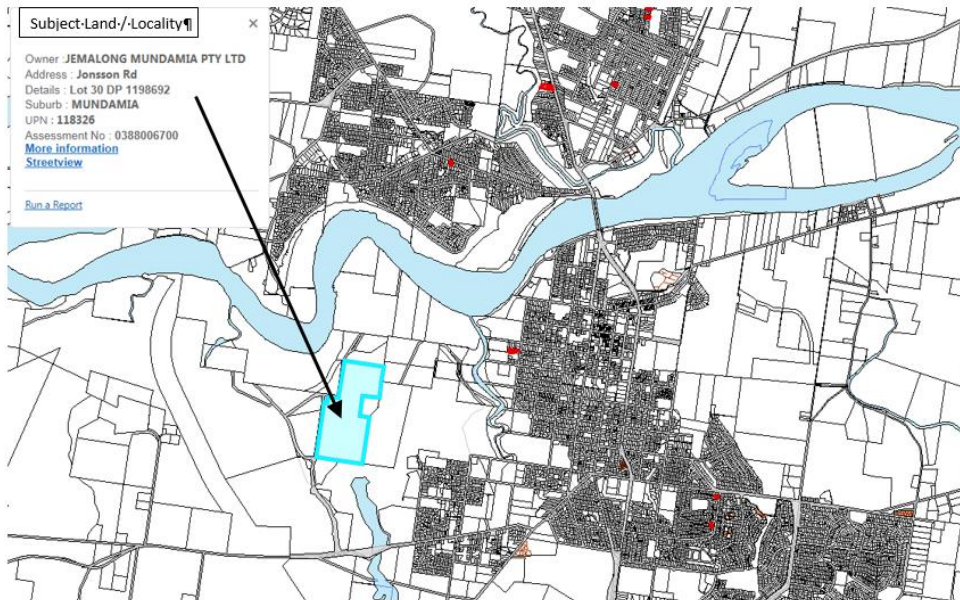 Subject·Land·/·Locality¶
×
Owner : JEMALONG MUNDAMIA PTY LTD
Address : Jonsson Rd
Details : Lot 30 DP 1198692
Suburb : MUNDAMIA
UPN : 118326
Assessment No : 0388006700
More information
Streetview
Run a Report